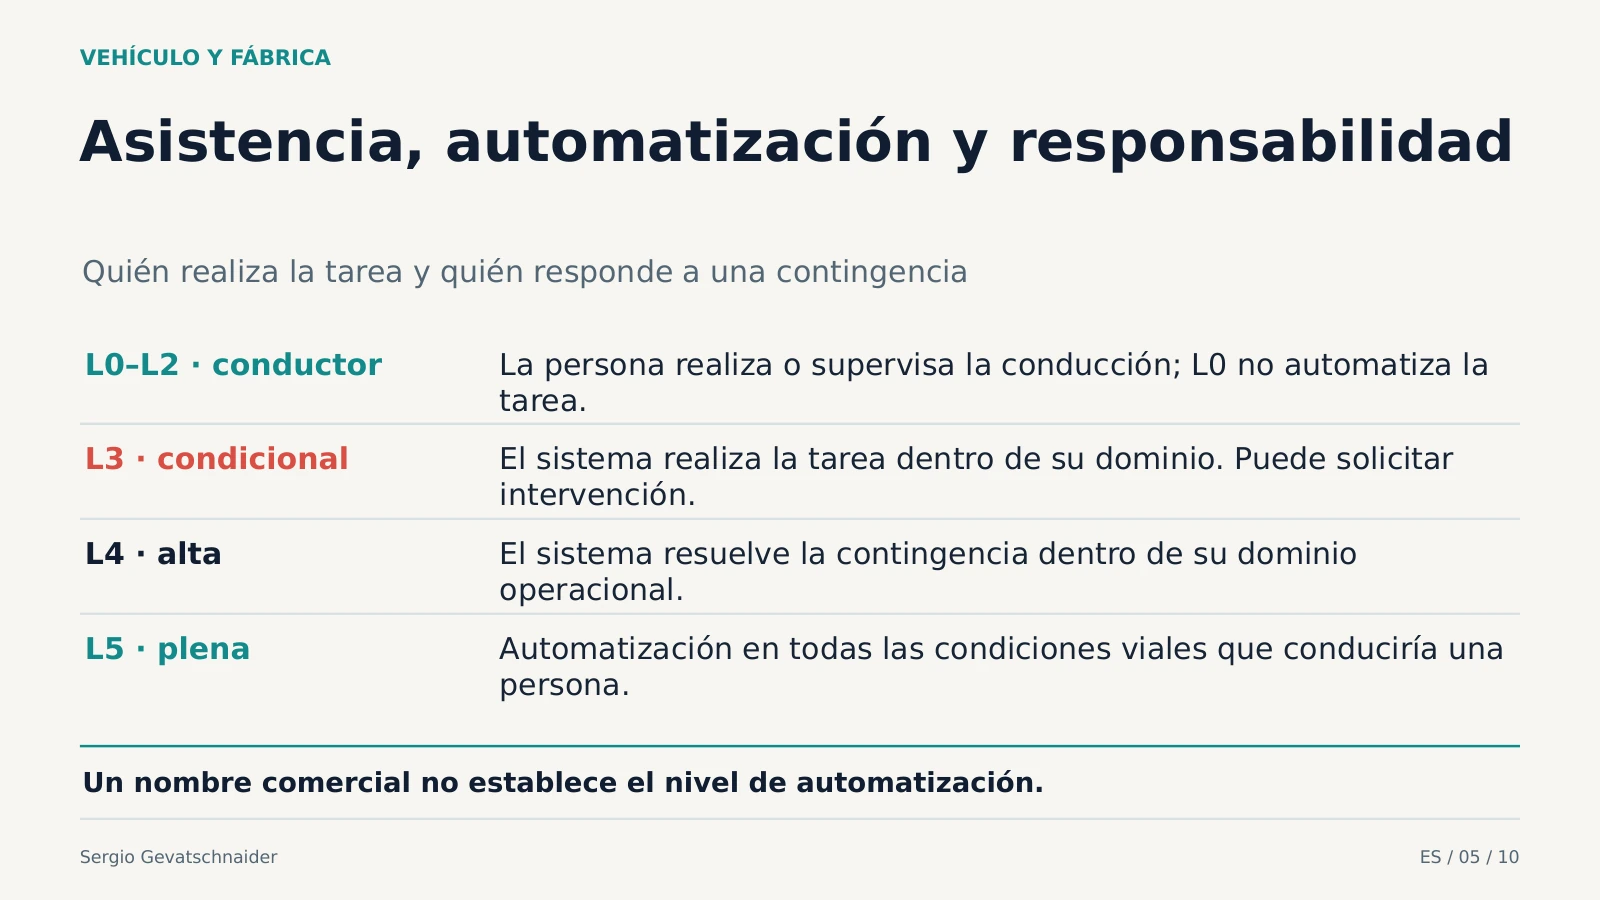 VEHÍCULO Y FÁBRICA
Asistencia, automatización y responsabilidad
Quién realiza la tarea y quién responde a una contingencia
L0–L2 · conductor
La persona realiza o supervisa la conducción; L0 no automatiza la
tarea.
L3 · condicional
El sistema realiza la tarea dentro de su dominio. Puede solicitar
intervención.
L4 · alta
El sistema resuelve la contingencia dentro de su dominio
operacional.
L5 · plena
Automatización en todas las condiciones viales que conduciría una
persona.
Un nombre comercial no establece el nivel de automatización.
Sergio Gevatschnaider
ES / 05 / 10